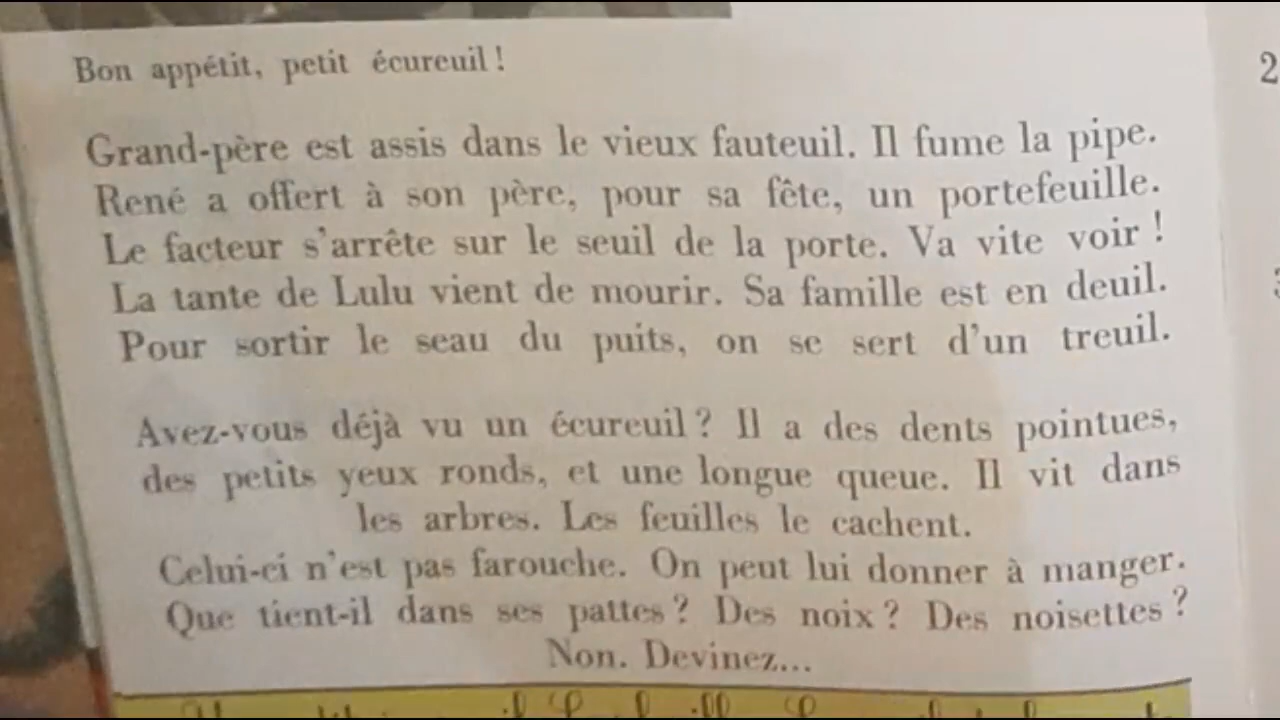 Bon appétit, petit écureuil !
Grand-père est assis dans le vieux fauteuil. Il fume la pipe.
René a offert à son père, pour sa fête, un portefeuille.
Le facteur s'arrête sur le seuil de la porte. Va vite voir !
La tante de Lulu vient de mourir. Sa famille est en deuil.
Pour sortir le seau du puits, on se sert d'un treuil.
Avez-vous déjà vu un écureuil ? Il a des dents pointues,
des petits yeux ronds, et une longue queue. Il vit dans
les arbres. Les feuilles le cachent.
Celui-ci n'est pas farouche. On peut lui donner à manger.
Que tient-il dans ses pattes ? Des noix ? Des noisettes ?
Non. Devinez...
2